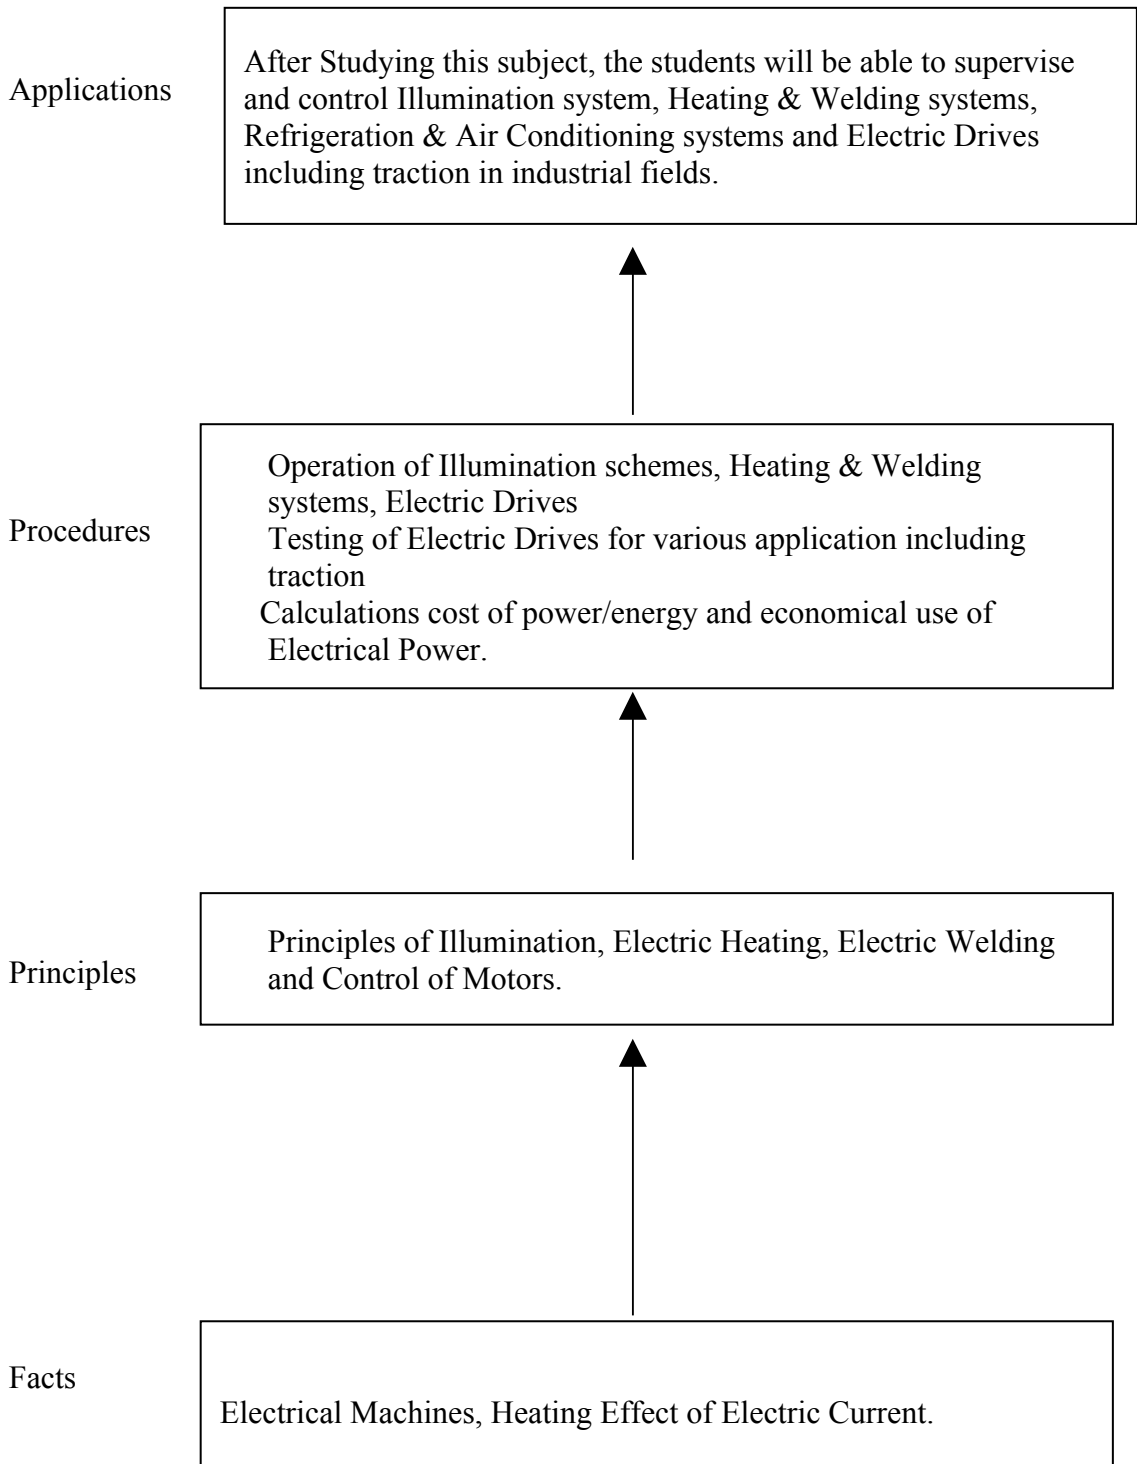 Applications
After Studying this subject, the students will be able to supervise
and control Illumination system, Heating & Welding systems,
Refrigeration & Air Conditioning systems and Electric Drives
including traction in industrial fields.
Procedures
Operation of Illumination schemes, Heating & Welding
systems, Electric Drives
Testing of Electric Drives for various application including
traction
Calculations cost of power/energy and economical use of
Electrical Power.
Principles
Principles of Illumination, Electric Heating, Electric Welding
and Control of Motors.
Facts
Electrical Machines, Heating Effect of Electric Current.